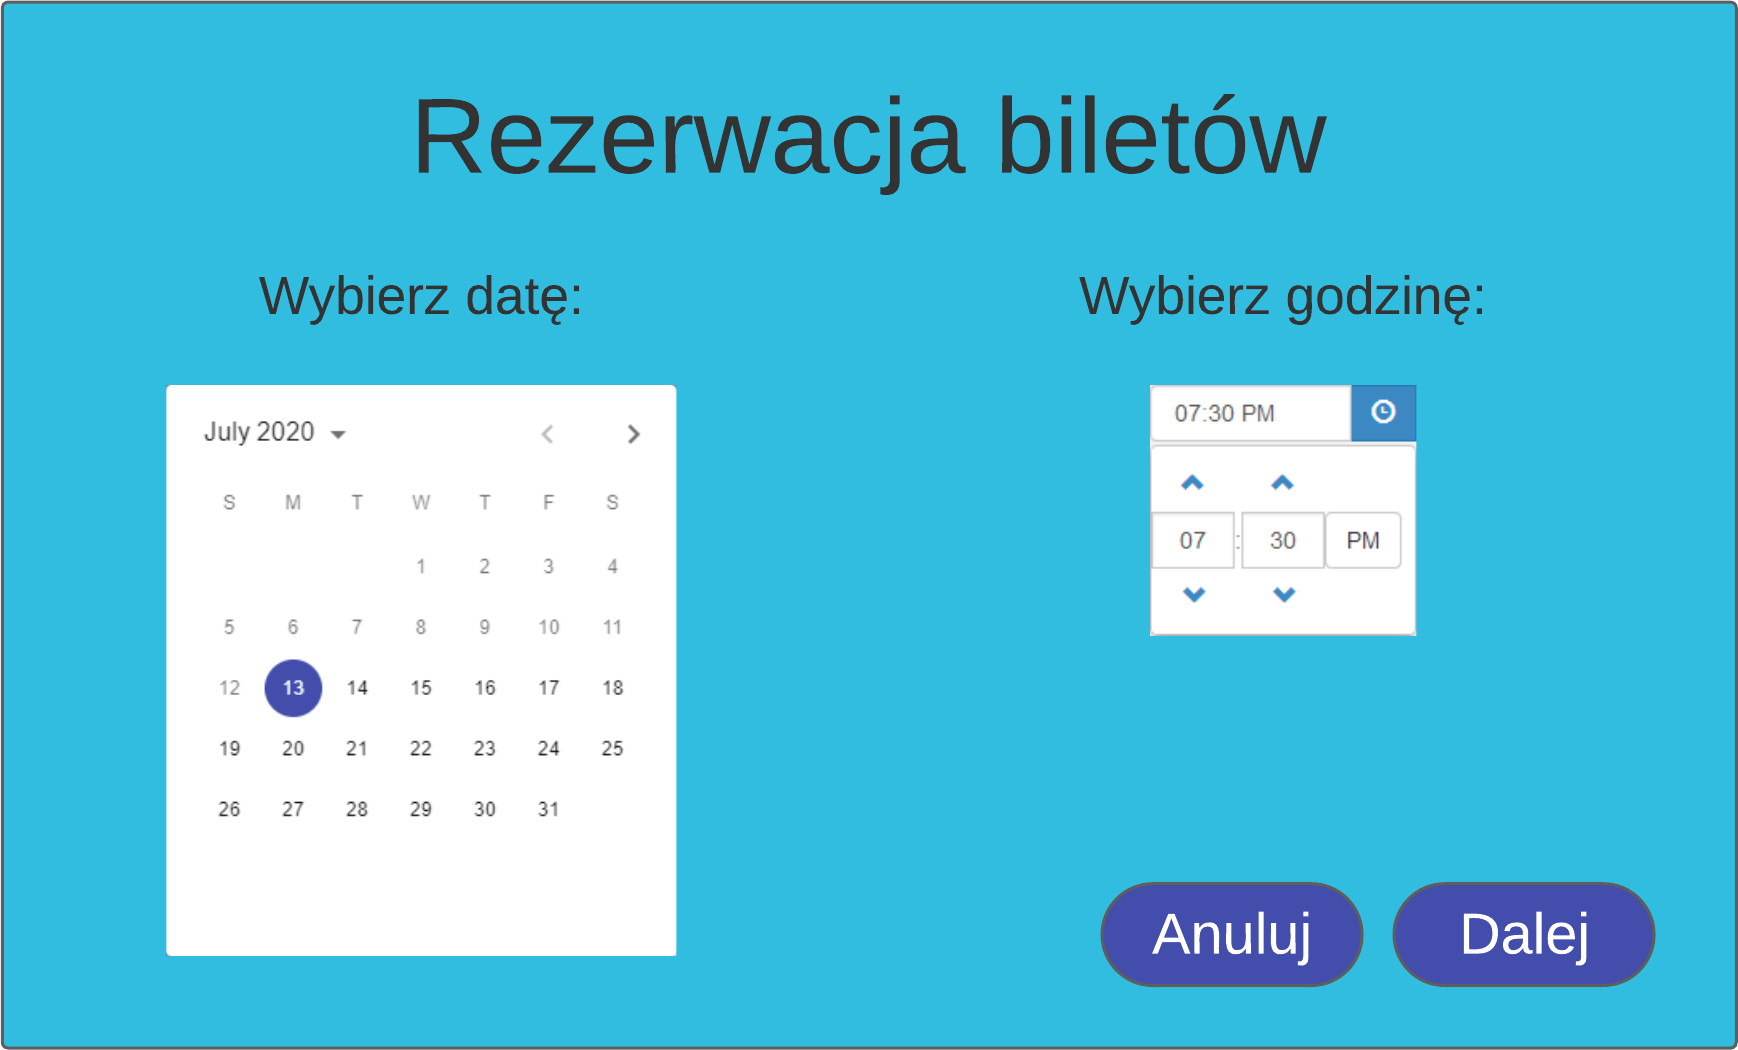 Rezerwacja biletów
Wybierz datę:
Wybierz godzinę:
July 2020
S M T W T F S
1 2 3 4
5 6 7 8 9 10 11
12 13 14 15 16 17 18
19 20 21 22 23 24 25
26 27 28 29 30 31
07:30 PM
07 : 30 PM
Anuluj
Dalej